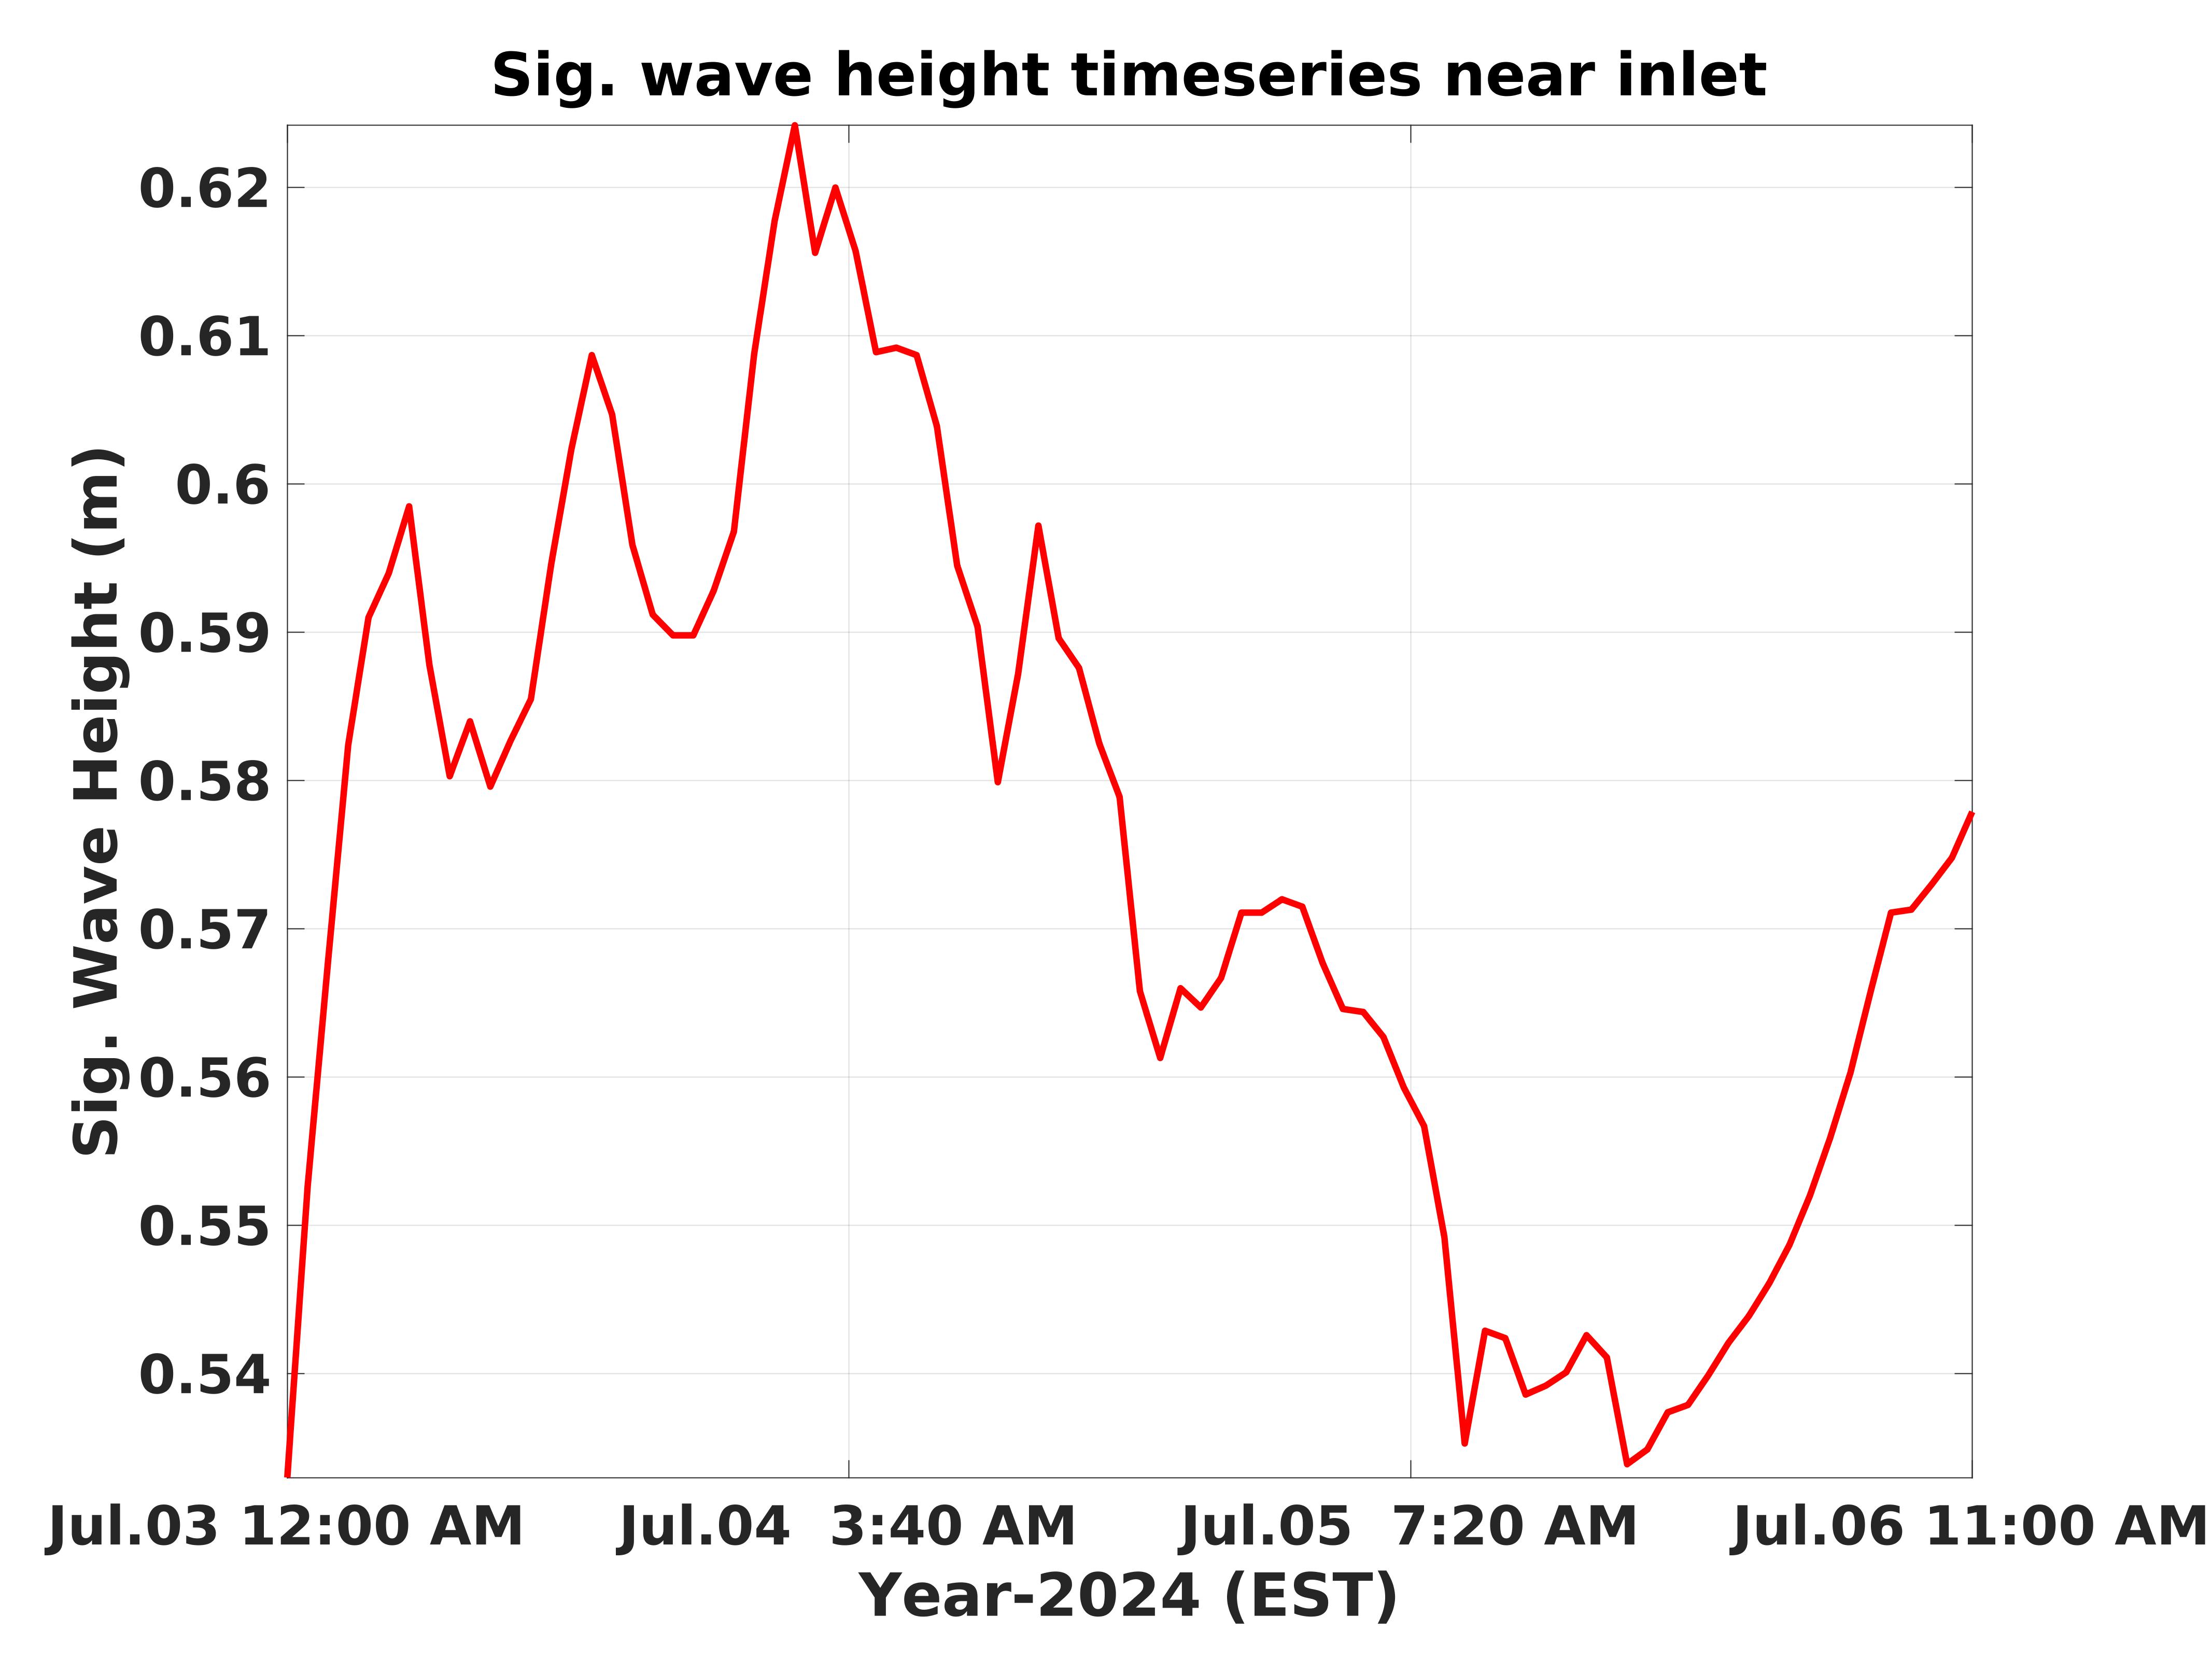 Sig. wave height timeseries near inlet
Sig. Wave Height (m)
0.62
0.61
0.6
0.59
0.58
0.57
0.56
0.55
0.54
Jul.03 12:00 AM
Jul.04 3:40 AM
Jul.05 7:20 AM
Jul.06 11:00 AM
Year-2024 (EST)